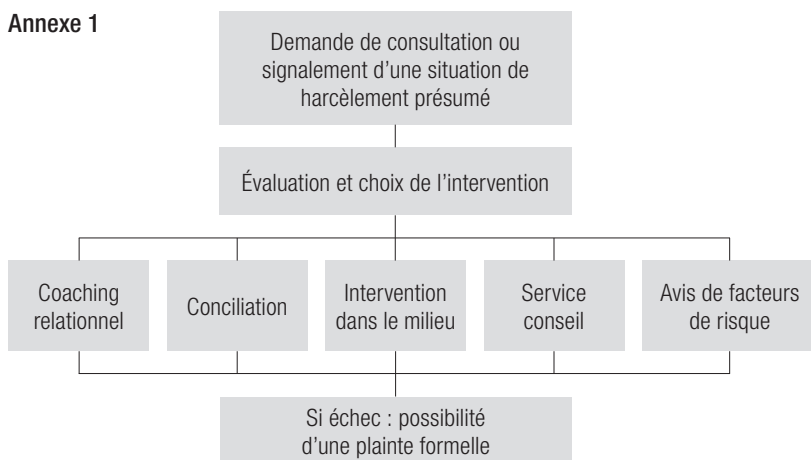 Annexe 1
Demande de consultation ou
signalement d’une situation de
harcèlement présumé
Évaluation et choix de l’intervention
Coaching
relationnel
Conciliation
Intervention
dans le milieu
Service
conseil
Avis de facteurs
de risque
Si échec : possibilité
d’une plainte formelle